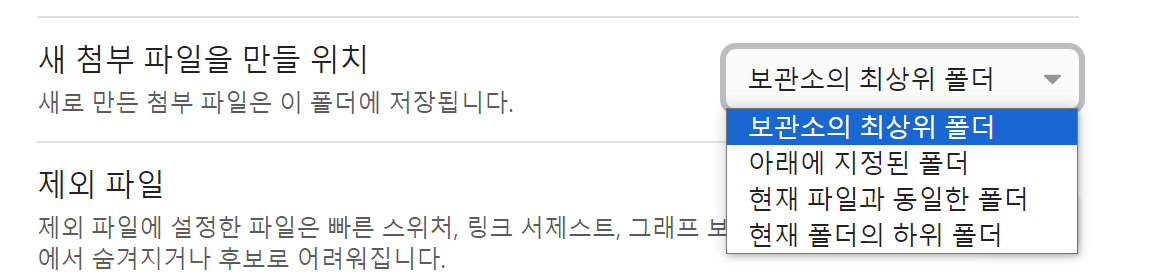 새 첨부 파일을 만들 위치
새로 만든 첨부 파일은 이 폴더에 저장됩니다.
보관소의 최상위 폴더
보관소의 최상위 폴더
아래에 지정된 폴더
현재 파일과 동일한 폴더
현재 폴더의 하위 폴더
제외 파일
제외 파일에 설정한 파일은 빠른 스위처, 링크 서제스트, 그래프
에서 숨겨지거나 후보로 어려워집니다.